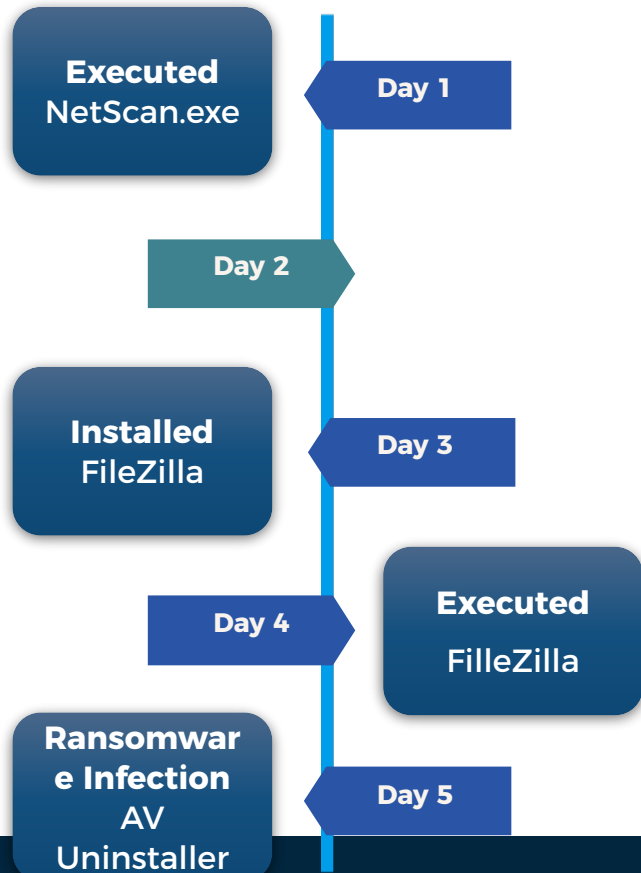 Executed
NetScan.exe
Day 1
Day 2
Installed
FileZilla
Day 3
Day 4
Executed
FilleZilla
Ransomwar
e Infection
AV
Uninstaller
Day 5